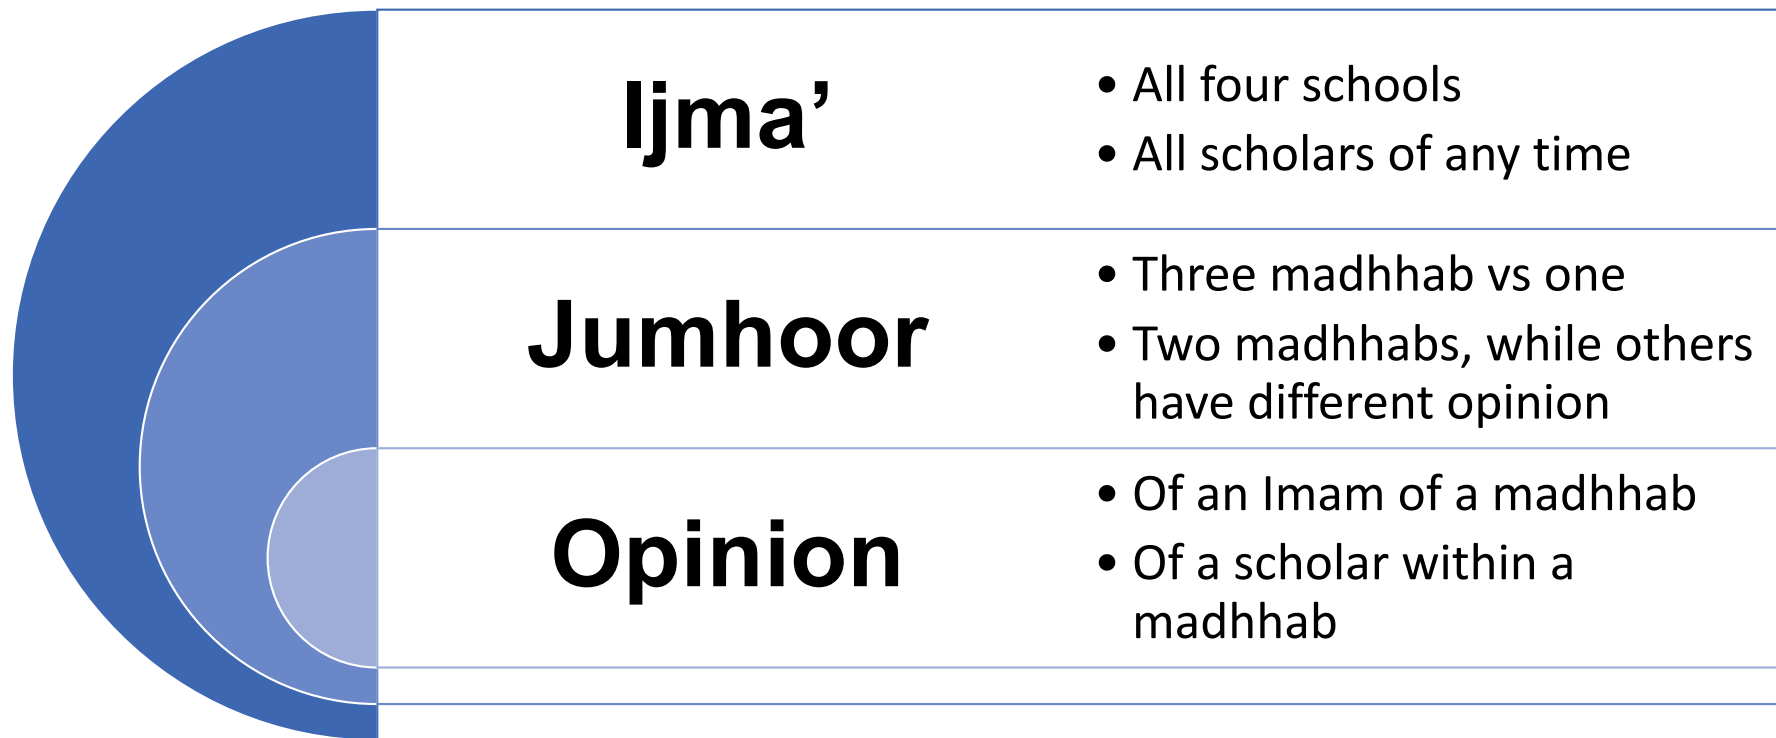 Ijma’
• All four schools
• All scholars of any time
Jumhoor
• Three madhhab vs one
• Two madhhabs, while others
have different opinion
Opinion
• Of an Imam of a madhhab
• Of a scholar within a
madhhab